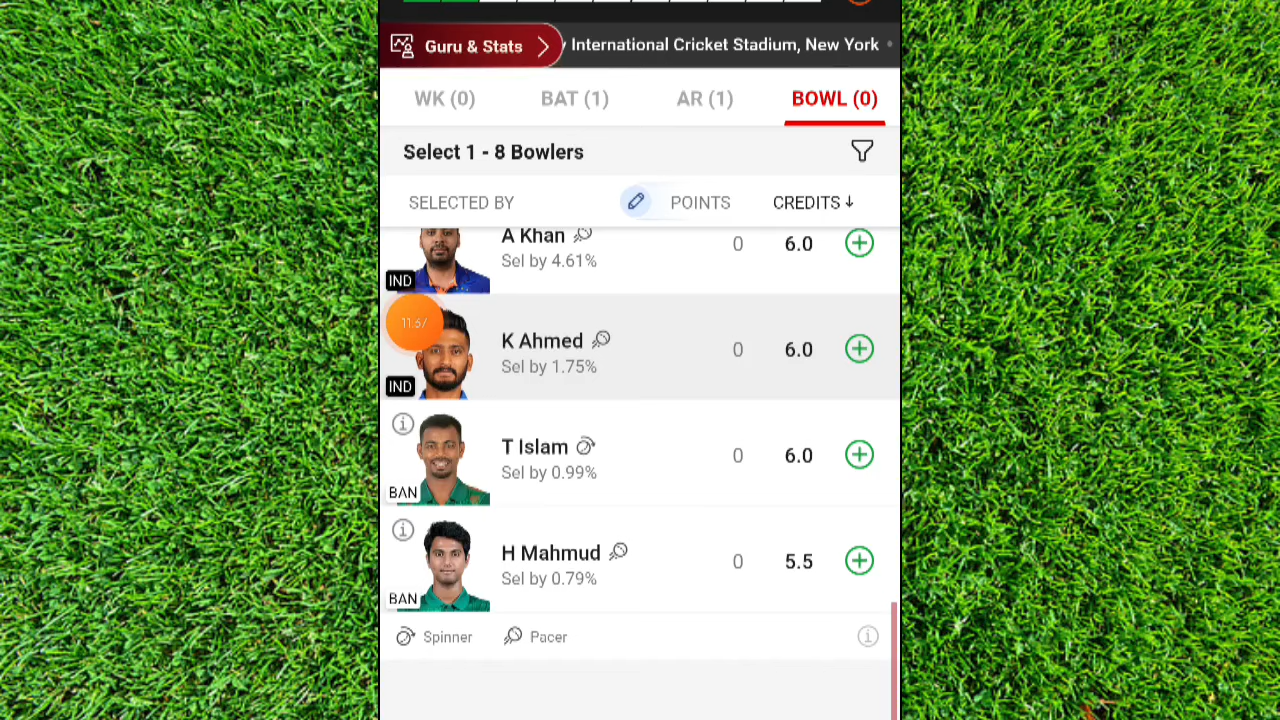 Guru & Stats
International Cricket Stadium, New York
WK (0) BAT (1) AR (1) BOWL (0)
Select 1 - 8 Bowlers
SELECTED BY POINTS CREDITS ↓
A Khan
Sel by 4.61%
0 6.0
IND
K Ahmed
Sel by 1.75%
0 6.0
IND
T Islam
Sel by 0.99%
0 6.0
BAN
H Mahmud
Sel by 0.79%
0 5.5
BAN
Spinner Pacer